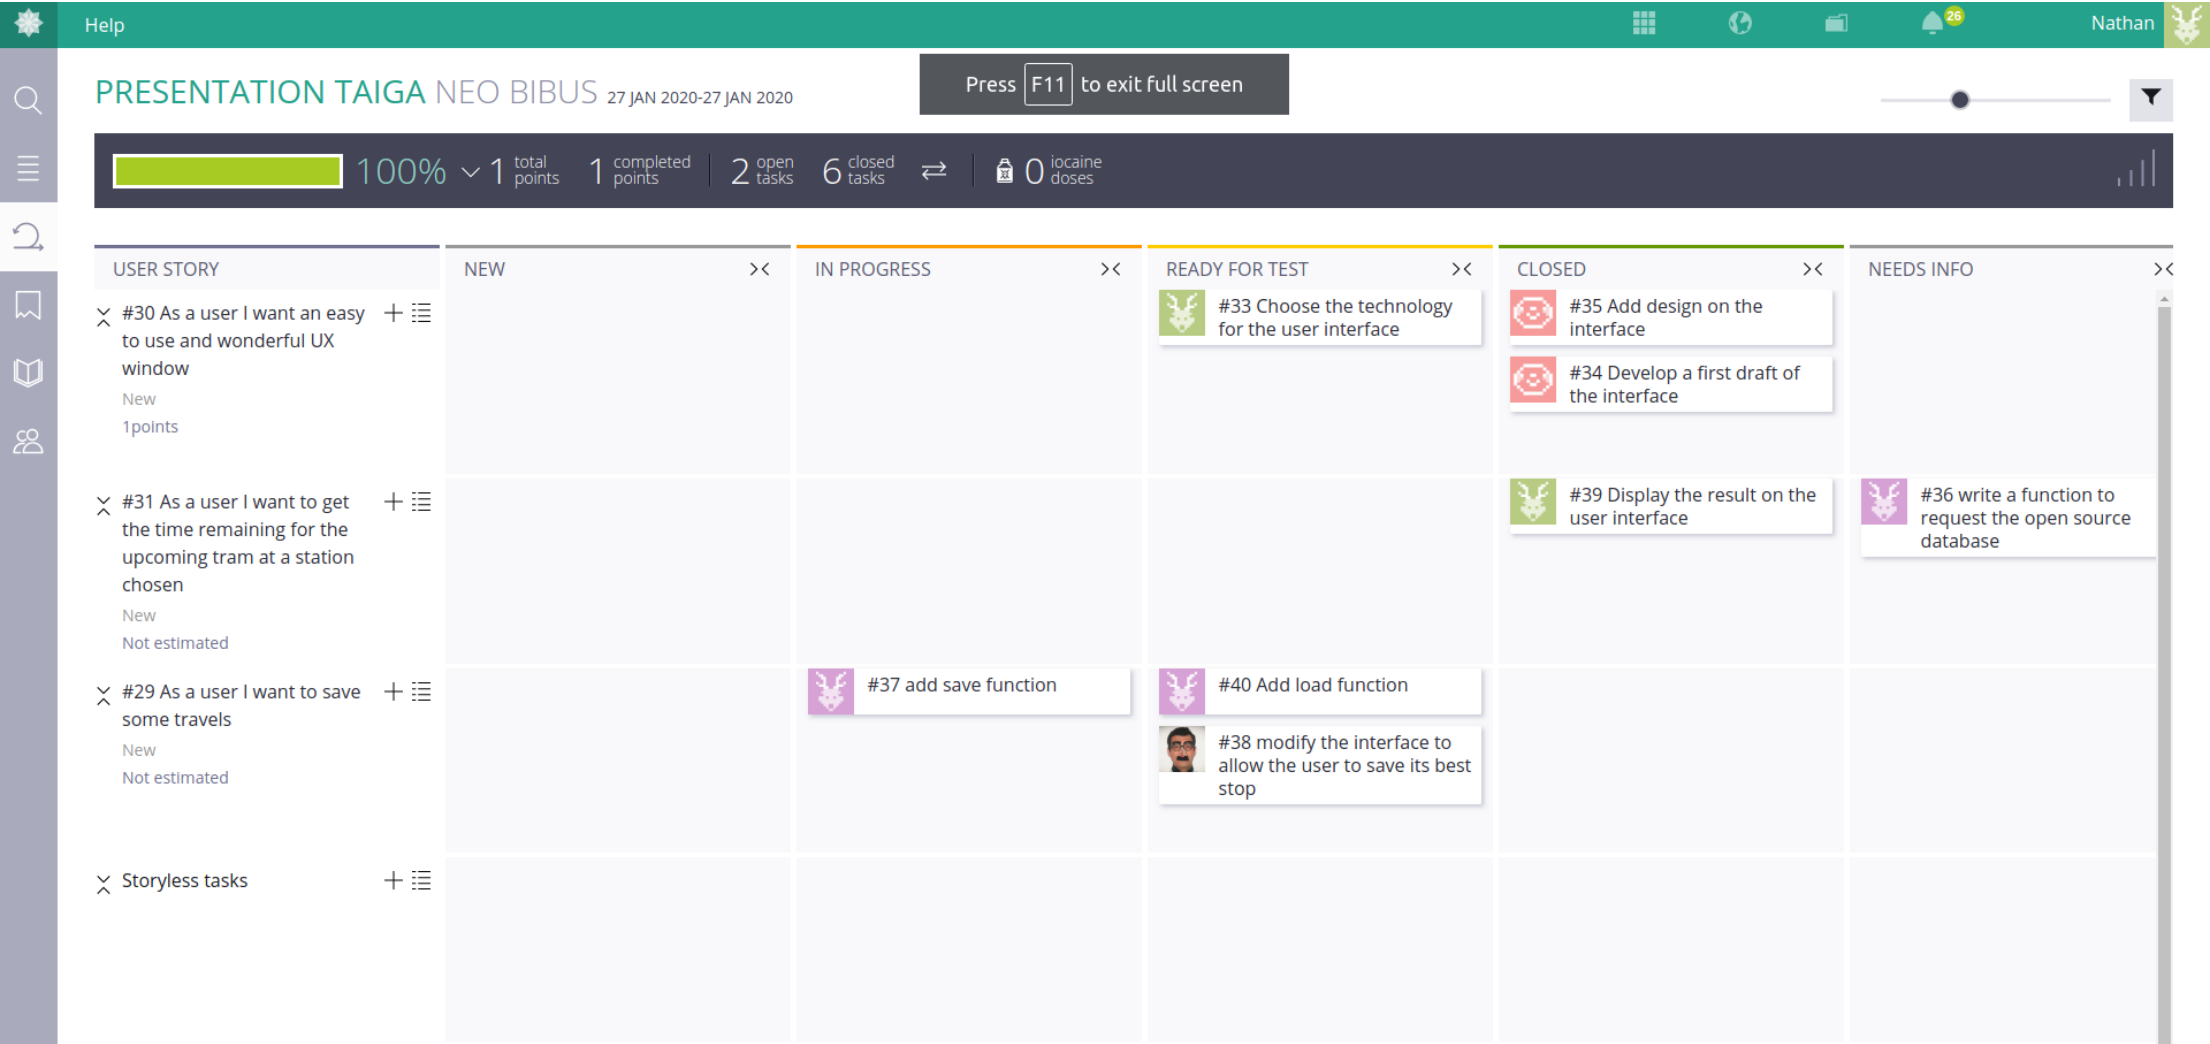 Help
26
Nathan
PRESENTATION TAIGA NEO BIBUS 27 JAN 2020-27 JAN 2020
Press F11 to exit full screen
100% 1 total points 1 completed points 2 open tasks 6 closed tasks 0 iocaine doses
USER STORY NEW IN PROGRESS READY FOR TEST CLOSED NEEDS INFO
#30 As a user I want an easy
to use and wonderful UX
window
New
1points
#33 Choose the technology
for the user interface
#35 Add design on the
interface
#34 Develop a first draft of
the interface
#31 As a user I want to get
the time remaining for the
upcoming tram at a station
chosen
New
Not estimated
#39 Display the result on the
user interface
#36 write a function to
request the open source
database
#29 As a user I want to save
some travels
New
Not estimated
#37 add save function
#40 Add load function
#38 modify the interface to
allow the user to save its best
stop
Storyless tasks